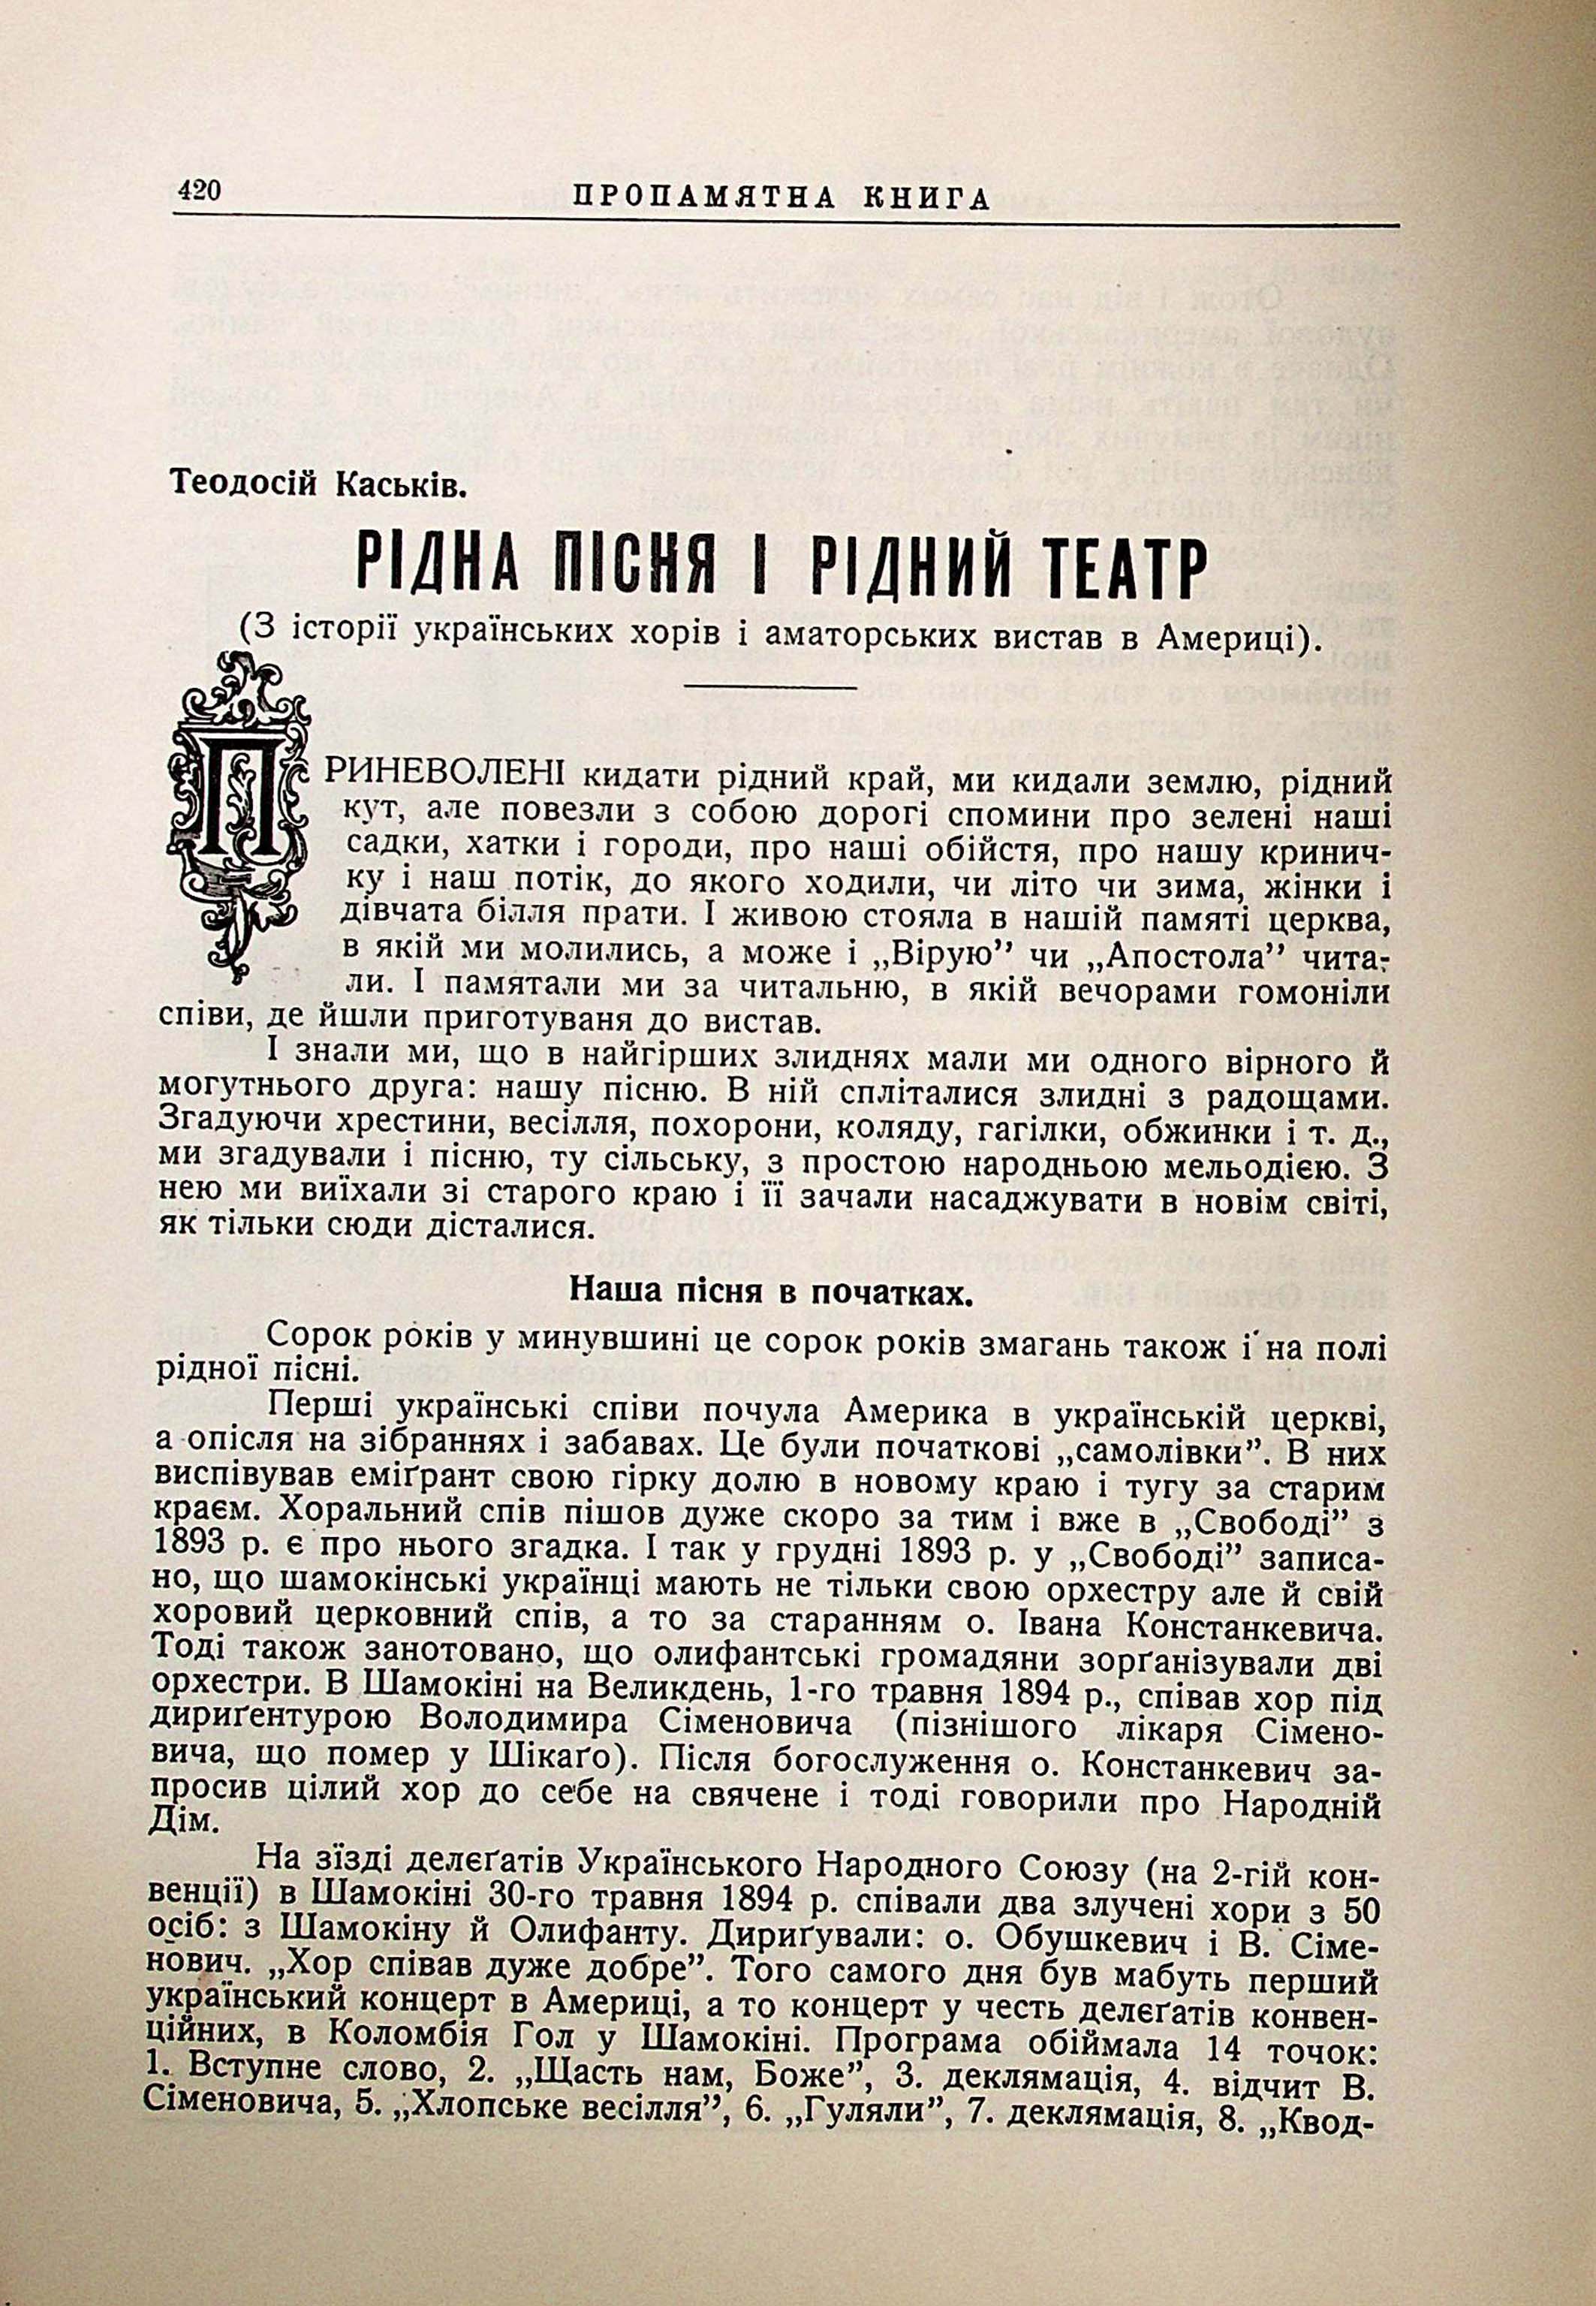 420
ПРОПАМЯТНА КНИГА
Теодосій Каськів.
РІДНА ПІСНЯ І РІДНИЙ ТЕАТР
(З історії українських хорів і аматорських вистав в Америці).
ПРИНЕВОЛЕНІ кидати рідний край, ми кидали землю, рідний
кут, але повезли з собою дорогі спомини про зелені наші
садки, хатки і городи, про наші обійстя, про нашу кринич-
ку і наш потік, до якого ходили, чи літо чи зима, жінки і
дівчата білля прати. І живою стояла в нашій памяті церква,
в якій ми молились, а може і „Вірую” чи „Апостола” чита-
ли. І памятали ми за читальню, в якій вечорами гомоніли
співи, де йшли приготуваня до вистав.
І знали ми, що в найгірших злиднях мали ми одного вірного й
могутнього друга: нашу пісню. В ній спліталися злидні з радощами.
Згадуючи хрестини, весілля, похорони, коляду, гагілки, обжинки і т. д.,
ми згадували і пісню, ту сільську, з простою народньою мельодією. З
нею ми виїхали зі старого краю і її зачали насаджувати в новім світі,
як тільки сюди дісталися.
Наша пісня в початках.
Сорок років у минувшині це сорок років змагань також і на полі
рідної пісні.
Перші українські співи почула Америка в українській церкві,
а опісля на зібраннях і забавах. Це були початкові „самолівки”. В них
виспівував еміґрант свою гірку долю в новому краю і тугу за старим
краєм. Хоральний спів пішов дуже скоро за тим і вже в „Свободі” з
1893 р. є про нього згадка. І так у грудні 1893 р. у „Свободі” записа-
но, що шамокінські українці мають не тільки свою орхестру але й свій
хоровий церковний спів, а то за старанням о. Івана Констанкевича.
Тоді також занотовано, що олифантські громадяни зорґанізували дві
орхестри. В Шамокіні на Великдень, 1-го травня 1894 р., співав хор під
дириґентурою Володимира Сіменовича (пізнішого лікаря Сімено-
вича, що помер у Шікаґо). Після богослуження о. Констанкевич за-
просив цілий хор до себе на свячене і тоді говорили про Народній
Дім.
На зїзді делєґатів Українського Народного Союзу (на 2-гій кон-
венції) в Шамокіні 30-го травня 1894 р. співали два злучені хори з 50
осіб: з Шамокіну й Олифанту. Дириґували: о. Обушкевич і В. Сіме-
нович. „Хор співав дуже добре”. Того самого дня був мабуть перший
український концерт в Америці, а то концерт у честь делєґатів конвен-
ційних, в Коломбія Гол у Шамокіні. Програма обіймала 14 точок:
1. Вступне слово, 2. „Щасть нам, Боже”, 3. деклямація, 4. відчит В.
Сіменовича, 5. „Хлопське весілля”, 6. „Гуляли”, 7. деклямація, 8. „Квод-